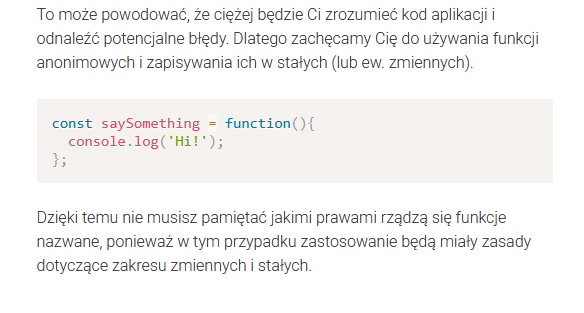 To może powodować, że ciężej będzie Ci zrozumieć kod aplikacji i
odnaleźć potencjalne błędy. Dlatego zachęcamy Cię do używania funkcji
anonimowych i zapisywania ich w stałych (lub ew. zmiennych).
const saySomething = function(){
  console.log('Hi!');
};
Dzięki temu nie musisz pamiętać jakimi prawami rządzą się funkcje
nazwane, ponieważ w tym przypadku zastosowanie będą miały zasady
dotyczące zakresu zmiennych i stałych.